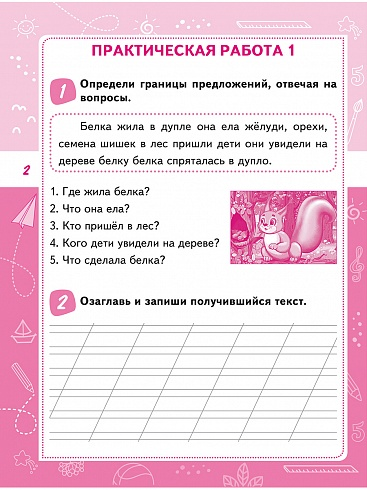 ПРАКТИЧЕСКАЯ РАБОТА 1
1 Определи границы предложений, отвечая на
вопросы.
Белка жила в дупле она ела жёлуди, орехи,
семена шишек в лес пришли дети они увидели на
дереве белку белка спряталась в дупло.
2
1. Где жила белка?
2. Что она ела?
3. Кто пришёл в лес?
4. Кого дети увидели на дереве?
5. Что сделала белка?
2 Озаглавь и запиши получившийся текст.